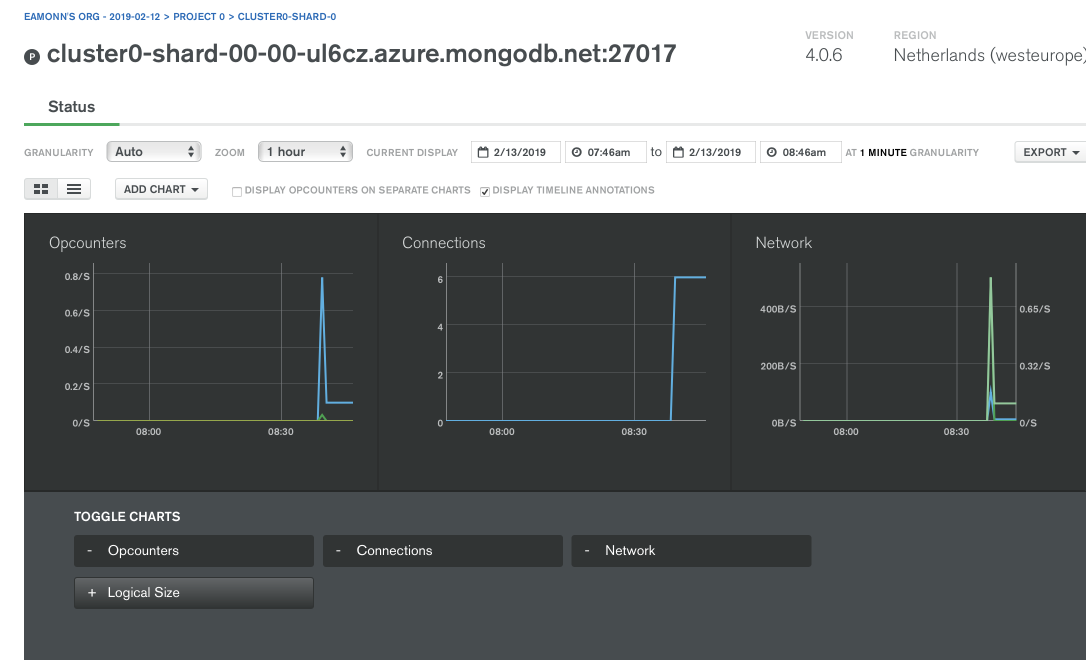 EAMONN'S ORG - 2019-02-12 > PROJECT 0 > CLUSTER0-SHARD-0
P cluster0-shard-00-00-ul6cz.azure.mongodb.net:27017
VERSION
4.0.6
REGION
Netherlands (westeurope)
Status
GRANULARITY Auto ZOOM 1 hour CURRENT DISPLAY 2/13/2019 07:46am to 2/13/2019 08:46am AT 1 MINUTE GRANULARITY EXPORT
ADD CHART DISPLAY OPCOUNTERS ON SEPARATE CHARTS DISPLAY TIMELINE ANNOTATIONS
Opcounters
0.8/S
0.6/S
0.4/S
0.2/S
0/S
08:00 08:30
Connections
6
4
2
0
08:00 08:30
Network
400B/S
200B/S
0B/S
0.65/S
0.32/S
0/S
08:00 08:30
TOGGLE CHARTS
- Opcounters
- Connections
- Network
+ Logical Size